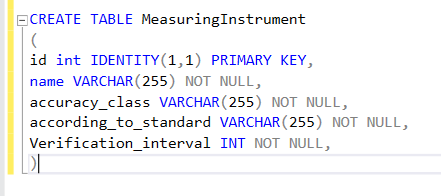 CREATE TABLE MeasuringInstrument
(
id int IDENTITY(1,1) PRIMARY KEY,
name VARCHAR(255) NOT NULL,
accuracy_class VARCHAR(255) NOT NULL,
according_to_standard VARCHAR(255) NOT NULL,
Verification_interval INT NOT NULL,
)